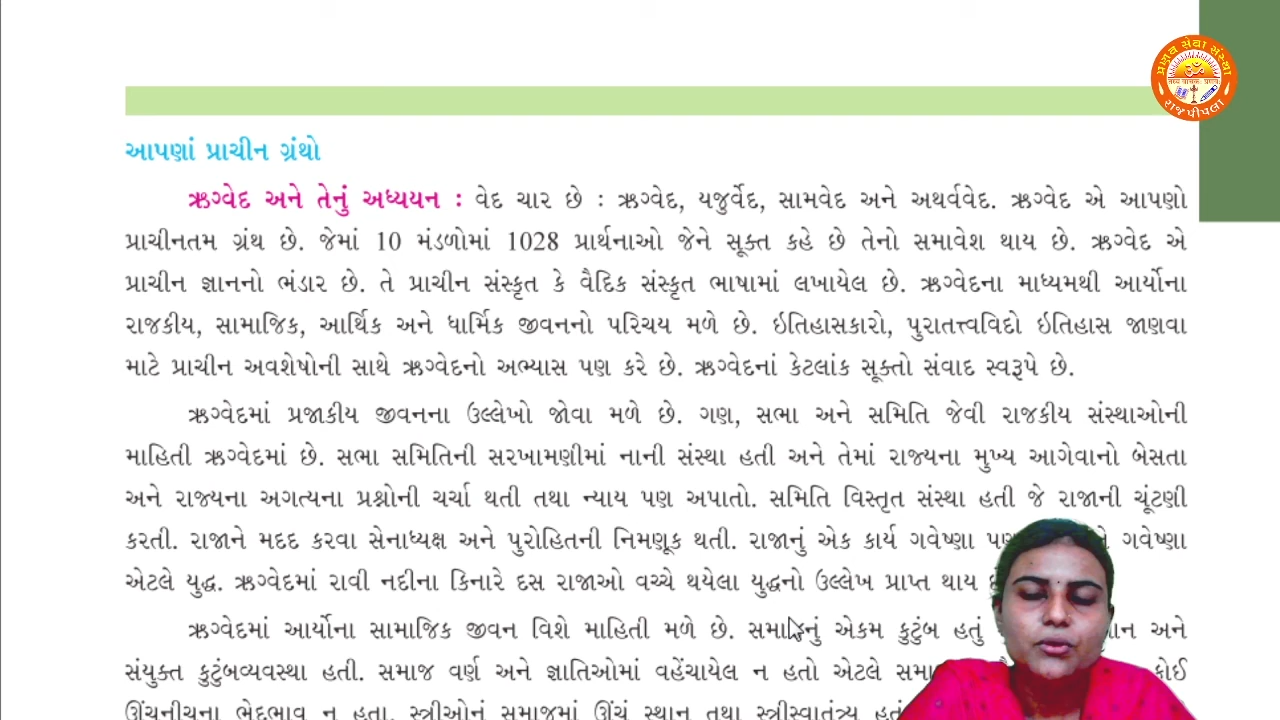 પ્રણવ સેવા સંસ્થા
રાજપીપલા
આપણાં પ્રાચીન ગ્રંથો
ઋગ્વેદ અને તેનું અધ્યયન : વેદ ચાર છે : ઋગ્વેદ, યજુર્વેદ, સામવેદ અને અથર્વવેદ. ઋગ્વેદ એ આપણો
પ્રાચીનતમ ગ્રંથ છે. જેમાં 10 મંડળોમાં 1028 પ્રાર્થનાઓ જેને સૂક્ત કહે છે તેનો સમાવેશ થાય છે. ઋગ્વેદ એ
પ્રાચીન જ્ઞાનનો ભંડાર છે. તે પ્રાચીન સંસ્કૃત કે વૈદિક સંસ્કૃત ભાષામાં લખાયેલ છે. ઋગ્વેદના માધ્યમથી આર્યોના
રાજકીય, સામાજિક, આર્થિક અને ધાર્મિક જીવનનો પરિચય મળે છે. ઇતિહાસકારો, પુરાતત્ત્વવિદો ઇતિહાસ જાણવા
માટે પ્રાચીન અવશેષોની સાથે ઋગ્વેદનો અભ્યાસ પણ કરે છે. ઋગ્વેદનાં કેટલાંક સૂક્તો સંવાદ સ્વરૂપે છે.
ઋગ્વેદમાં પ્રજાકીય જીવનના ઉલ્લેખો જોવા મળે છે. ગણ, સભા અને સમિતિ જેવી રાજકીય સંસ્થાઓની
માહિતી ઋગ્વેદમાં છે. સભા સમિતિની સરખામણીમાં નાની સંસ્થા હતી અને તેમાં રાજ્યના મુખ્ય આગેવાનો બેસતા
અને રાજ્યના અગત્યના પ્રશ્નોની ચર્ચા થતી તથા ન્યાય પણ અપાતો. સમિતિ વિસ્તૃત સંસ્થા હતી જે રાજાની ચૂંટણી
કરતી. રાજાને મદદ કરવા સેનાધ્યક્ષ અને પુરોહિતની નિમણૂક થતી. રાજાનું એક કાર્ય ગવેષ્ણા પણ ગવેષ્ણા
એટલે યુદ્ધ. ઋગ્વેદમાં રાવી નદીના કિનારે દસ રાજાઓ વચ્ચે થયેલા યુદ્ધનો ઉલ્લેખ પ્રાપ્ત થાય
ઋગ્વેદમાં આર્યોના સામાજિક જીવન વિશે માહિતી મળે છે. સમાજનું એકમ કુટુંબ હતું અને
સંયુક્ત કુટુંબવ્યવસ્થા હતી. સમાજ વર્ણ અને જ્ઞાતિઓમાં વહેંચાયેલ ન હતો એટલે કોઈ
ઊંચનીચના ભેદભાવ ન હતા. સ્ત્રીઓનું સમાજમાં ઊંચું સ્થાન તથા સ્ત્રીસ્વાતંત્ર્ય